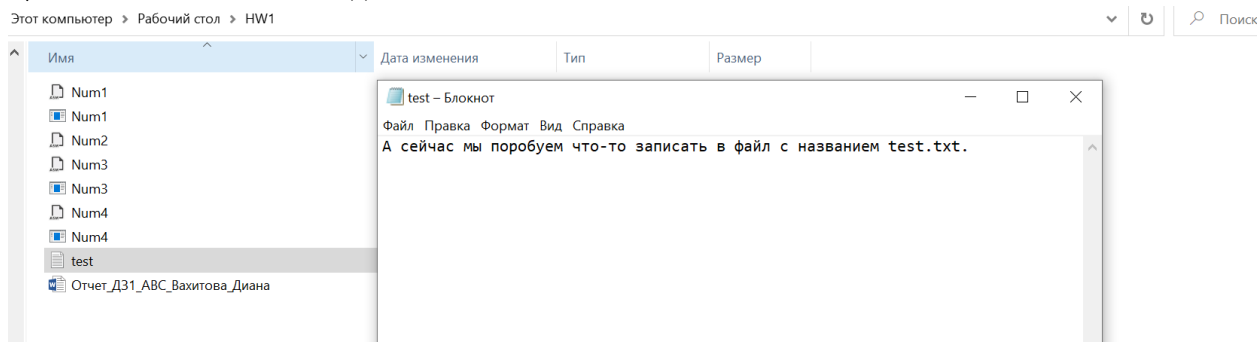 Этот компьютер > Рабочий стол > HW1
Поиск
Имя Дата изменения Тип Размер
Num1
Num1
Num2
Num3
Num3
Num4
Num4
test
Отчет_ДЗ1_АВС_Вахитова_Диана
test – Блокнот
Файл Правка Формат Вид Справка
А сейчас мы поробуем что-то записать в файл с названием test.txt.